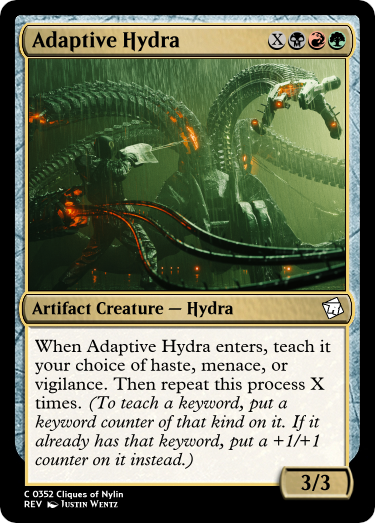 Adaptive Hydra X
Artifact Creature — Hydra
When Adaptive Hydra enters, teach it
your choice of haste, menace, or
vigilance. Then repeat this process X
times. (To teach a keyword, put a
keyword counter of that kind on it. If it
already has that keyword, put a +1/+1
counter on it instead.)
3/3
C 0352 Cliques of Nylin
REV Justin Wentz